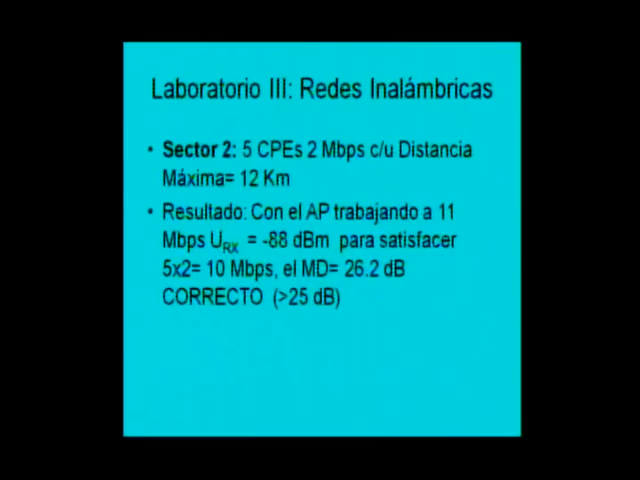 Laboratorio III: Redes Inalámbricas
• Sector 2: 5 CPEs 2 Mbps c/u Distancia
Máxima= 12 Km
• Resultado: Con el AP trabajando a 11
Mbps URX = -88 dBm para satisfacer
5x2= 10 Mbps, el MD= 26.2 dB
CORRECTO (>25 dB)